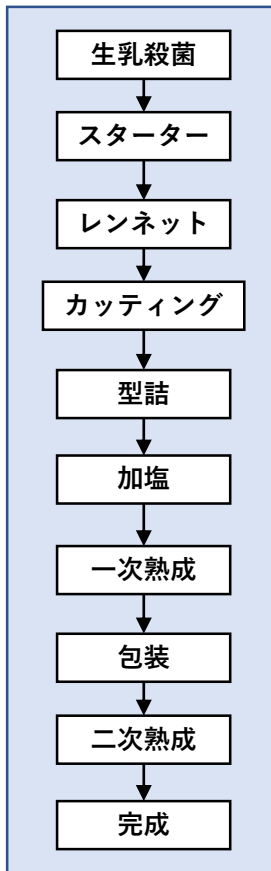 生乳殺菌
スターター
レンネット
カッティング
型詰
加塩
一次熟成
包装
二次熟成
完成